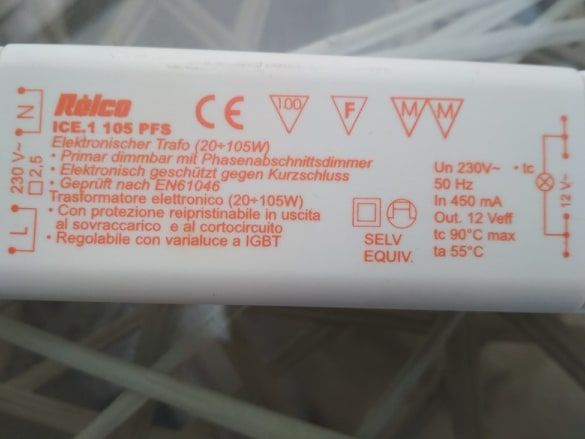 N
L
230 V~
2,5
Relco
ICE.1 105 PFS
Elektronischer Trafo (20÷105W)
• Primar dimmbar mit Phasenabschnittsdimmer
• Elektronisch geschützt gegen Kurzschluss
• Geprüft nach EN61046
Trasformatore elettronico (20÷105W)
• Con protezione reipristinabile in uscita
al sovraccarico e al cortocircuito
• Regolabile con varialuce a IGBT
CE
100
F
M M
SELV
EQUIV.
Un 230V~
50 Hz
In 450 mA
Out. 12 Veff
tc 90°C max
ta 55°C
• tc
12 V~